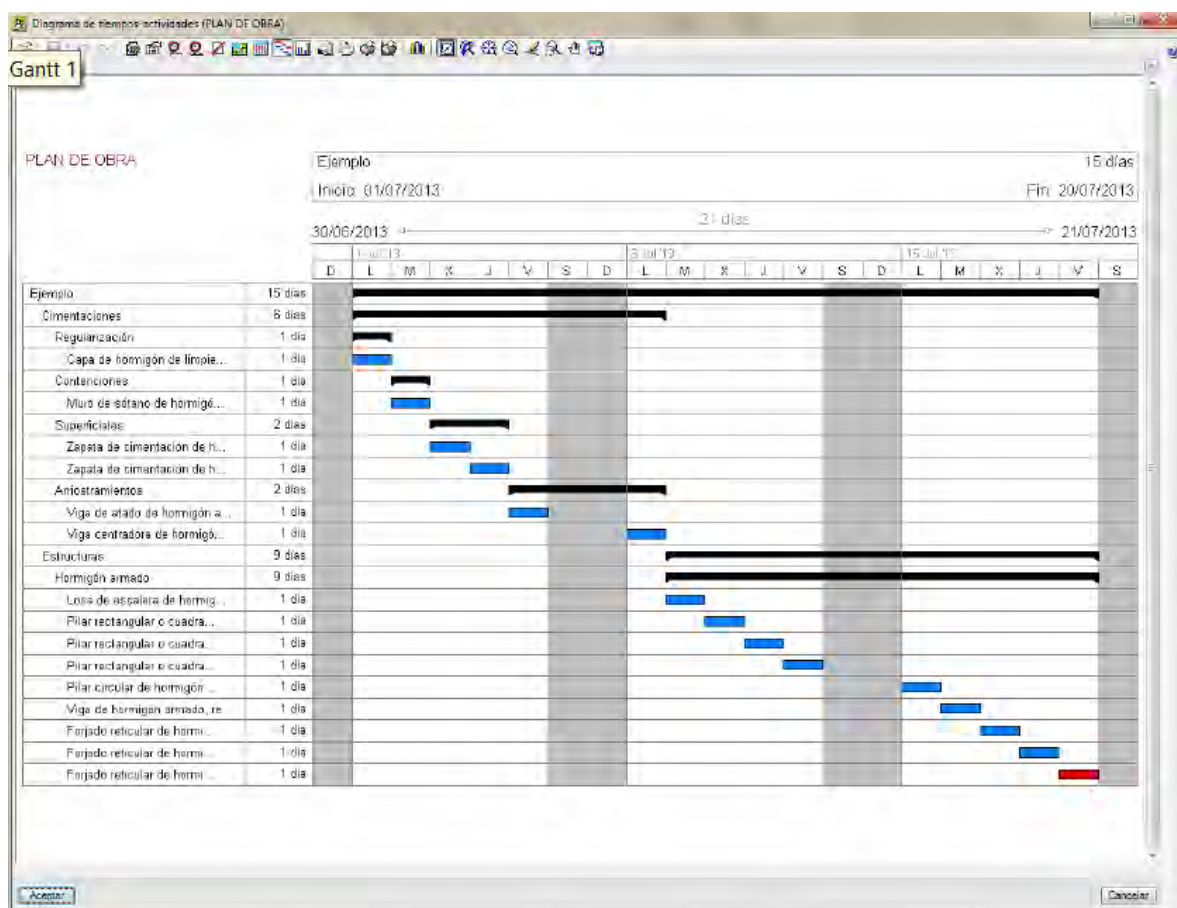 Diagrama de tiempos-actividades (PLAN DE OBRA)
Gantt 1
PLAN DE OBRA
Ejemplo 15 días
Inicio: 01/07/2013 Fin: 20/07/2013
21 días
30/06/2013 21/07/2013
D L M X J V S D L M X J V S D L M X J V S
Ejemplo 15 días
Cimentaciones 6 días
Regularización 1 día
Capa de hormigón de limpie... 1 día
Contenciones 1 día
Muro de sótano de hormigó... 1 día
Superficiales 2 días
Zapata de cimentación de h... 1 día
Zapata de cimentación de h... 1 día
Arriostramientos 2 días
Viga de atado de hormigón a... 1 día
Viga centradora de hormigó... 1 día
Estructuras 9 días
Hormigón armado 9 días
Losa de escalera de hormig... 1 día
Pilar rectangular o cuadra... 1 día
Pilar rectangular o cuadra... 1 día
Pilar rectangular o cuadra... 1 día
Pilar circular de hormigón ... 1 día
Viga de hormigón armado, re... 1 día
Forjado reticular de hormi... 1 día
Forjado reticular de hormi... 1 día
Forjado reticular de hormi... 1 día
Aceptar Cancelar